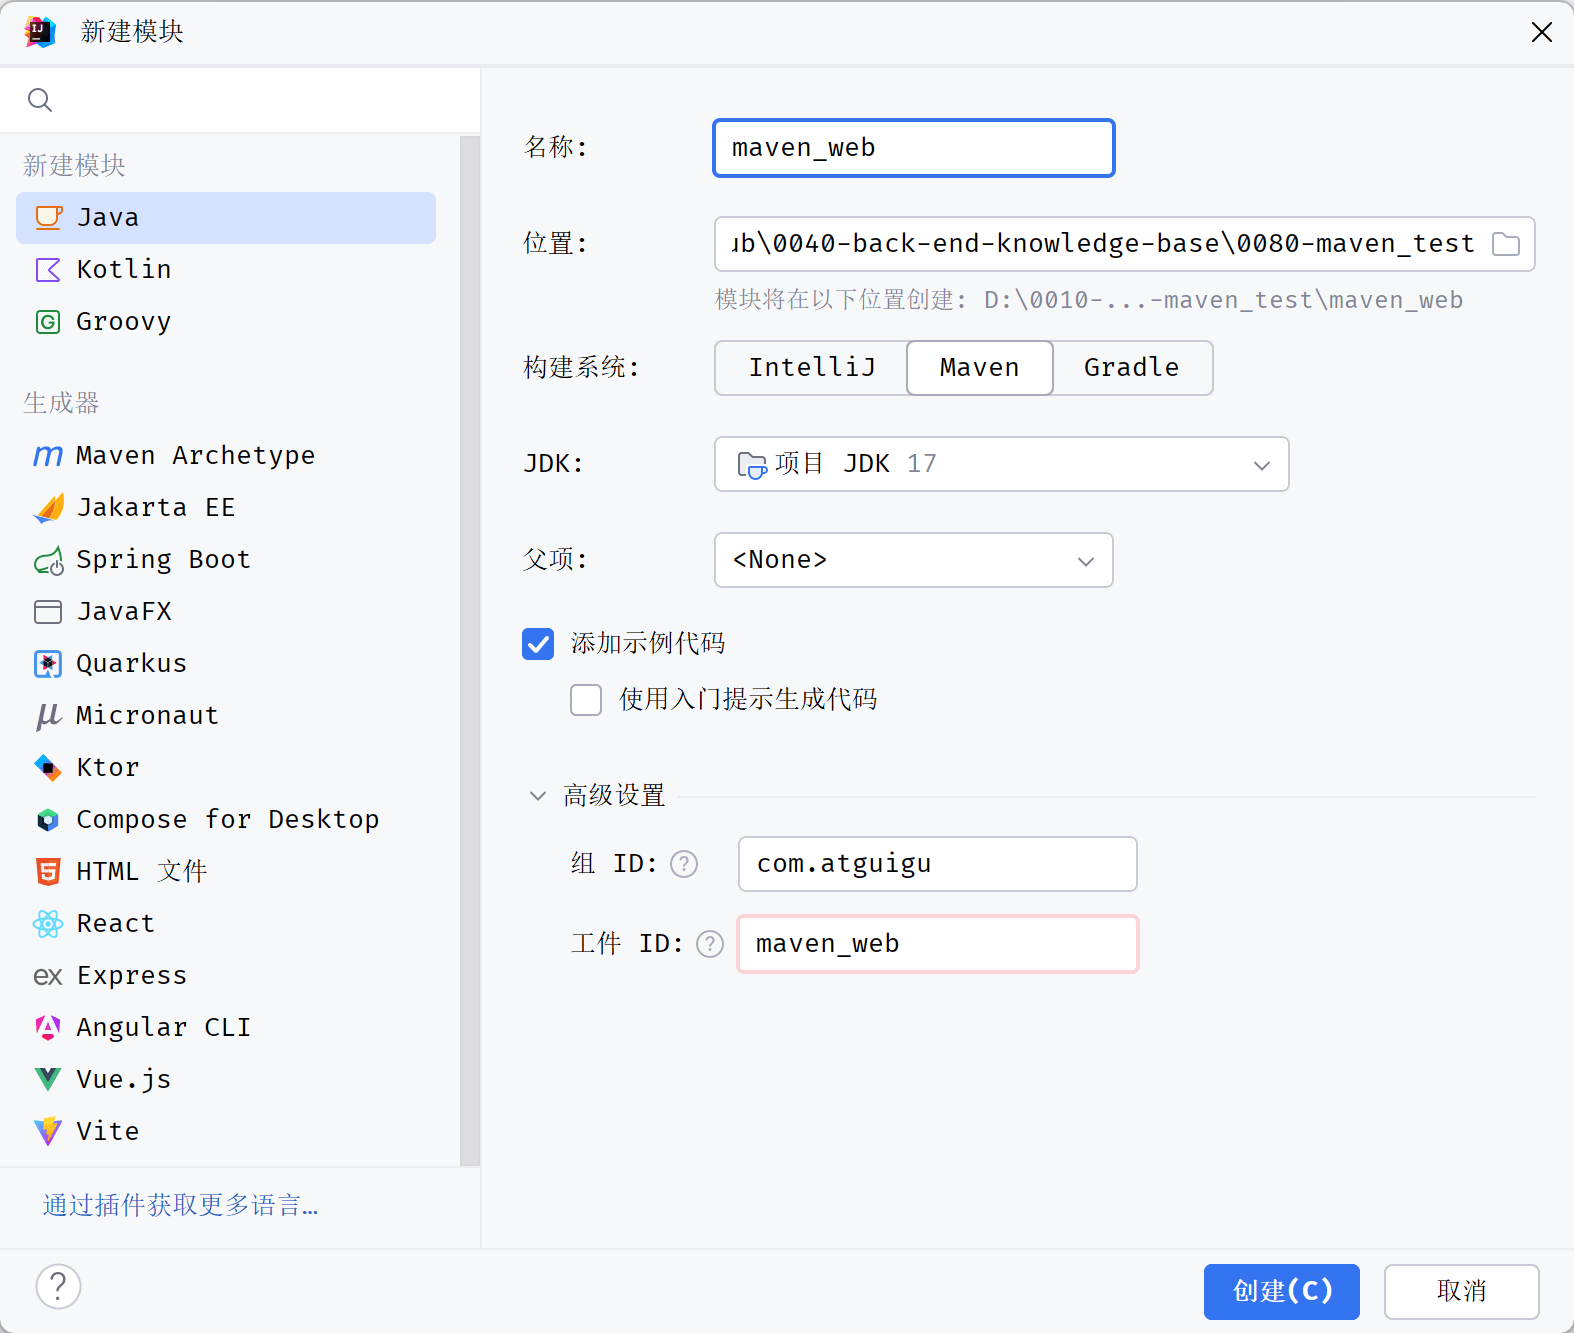 新建模块
新建模块
Java
Kotlin
Groovy
生成器
Maven Archetype
Jakarta EE
Spring Boot
JavaFX
Quarkus
Micronaut
Ktor
Compose for Desktop
HTML 文件
React
ex Express
Angular CLI
Vue.js
Vite
通过插件获取更多语言…
名称: maven_web
位置: ub\0040-back-end-knowledge-base\0080-maven_test
模块将在以下位置创建: D:\0010-...-maven_test\maven_web
构建系统: IntelliJ Maven Gradle
JDK: 项目 JDK 17
父项: <None>
添加示例代码
使用入门提示生成代码
高级设置
组 ID: ? com.atguigu
工件 ID: ? maven_web
? 创建(C) 取消